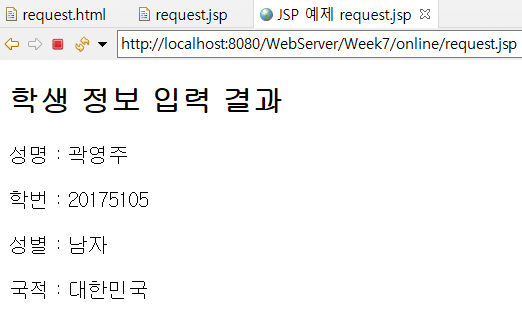 request.html request.jsp JSP 예제 request.jsp
http://localhost:8080/WebServer/Week7/online/request.jsp
학생 정보 입력 결과
성명 : 곽영주
학번 : 20175105
성별 : 남자
국적 : 대한민국